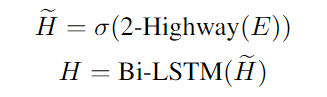 H̃ = σ(2-Highway(E))
H = Bi-LSTM(H̃)